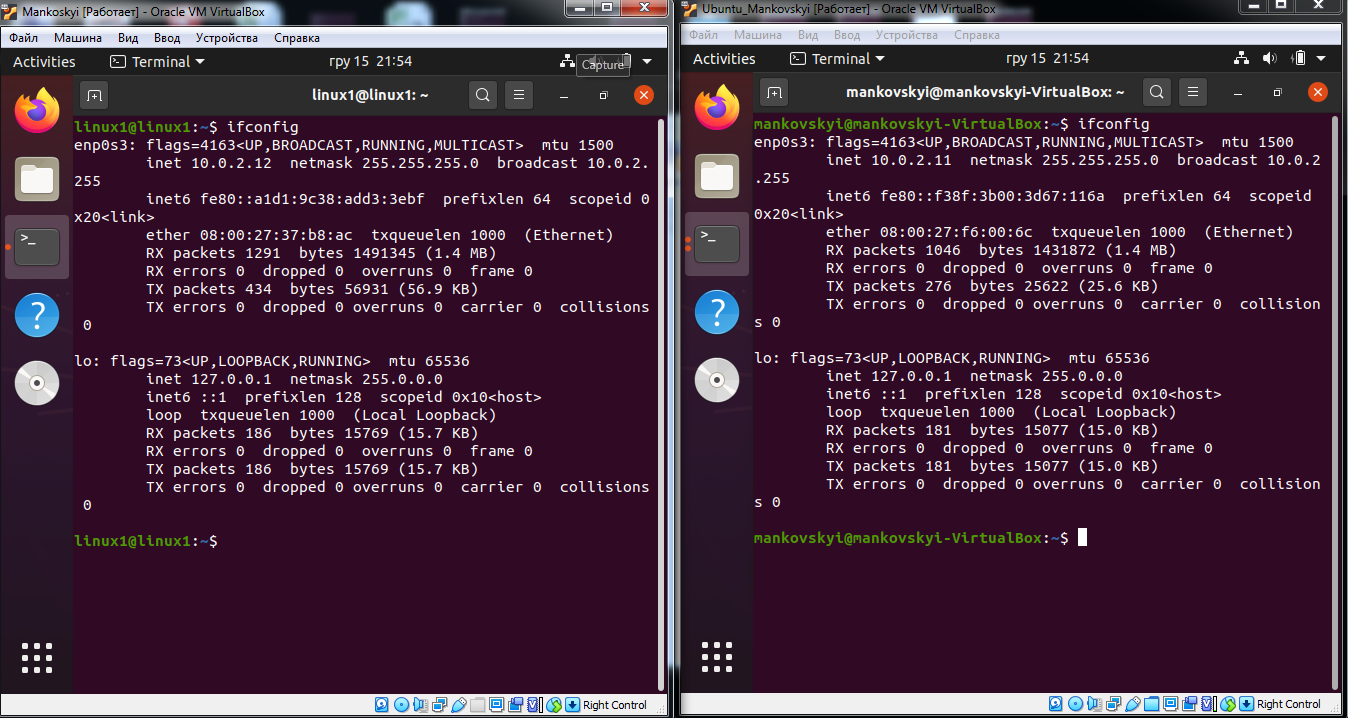 Mankoskyi [Работает] - Oracle VM VirtualBox
Файл Машина Вид Ввод Устройства Справка
Activities Terminal гру 15 21:54
Capture
linux1@linux1: ~
linux1@linux1:~$ ifconfig
enp0s3: flags=4163<UP,BROADCAST,RUNNING,MULTICAST>  mtu 1500
        inet 10.0.2.12  netmask 255.255.255.0  broadcast 10.0.2.
255
        inet6 fe80::a1d1:9c38:add3:3ebf  prefixlen 64  scopeid 0
x20<link>
        ether 08:00:27:37:b8:ac  txqueuelen 1000  (Ethernet)
        RX packets 1291  bytes 1491345 (1.4 MB)
        RX errors 0  dropped 0  overruns 0  frame 0
        TX packets 434  bytes 56931 (56.9 KB)
        TX errors 0  dropped 0 overruns 0  carrier 0  collisions
 0
lo: flags=73<UP,LOOPBACK,RUNNING>  mtu 65536
        inet 127.0.0.1  netmask 255.0.0.0
        inet6 ::1  prefixlen 128  scopeid 0x10<host>
        loop  txqueuelen 1000  (Local Loopback)
        RX packets 186  bytes 15769 (15.7 KB)
        RX errors 0  dropped 0  overruns 0  frame 0
        TX packets 186  bytes 15769 (15.7 KB)
        TX errors 0  dropped 0 overruns 0  carrier 0  collisions
 0
linux1@linux1:~$
Right Control
Ubuntu_Mankovskyi [Работает] - Oracle VM VirtualBox
Файл Машина Вид Ввод Устройства Справка
Activities Terminal гру 15 21:54
mankovskyi@mankovskyi-VirtualBox: ~
mankovskyi@mankovskyi-VirtualBox:~$ ifconfig
enp0s3: flags=4163<UP,BROADCAST,RUNNING,MULTICAST>  mtu 1500
        inet 10.0.2.11  netmask 255.255.255.0  broadcast 10.0.2
.255
        inet6 fe80::f38f:3b00:3d67:116a  prefixlen 64  scopeid
0x20<link>
        ether 08:00:27:f6:00:6c  txqueuelen 1000  (Ethernet)
        RX packets 1046  bytes 1431872 (1.4 MB)
        RX errors 0  dropped 0  overruns 0  frame 0
        TX packets 276  bytes 25622 (25.6 KB)
        TX errors 0  dropped 0 overruns 0  carrier 0  collision
s 0
lo: flags=73<UP,LOOPBACK,RUNNING>  mtu 65536
        inet 127.0.0.1  netmask 255.0.0.0
        inet6 ::1  prefixlen 128  scopeid 0x10<host>
        loop  txqueuelen 1000  (Local Loopback)
        RX packets 181  bytes 15077 (15.0 KB)
        RX errors 0  dropped 0  overruns 0  frame 0
        TX packets 181  bytes 15077 (15.0 KB)
        TX errors 0  dropped 0 overruns 0  carrier 0  collision
s 0
mankovskyi@mankovskyi-VirtualBox:~$
Right Control